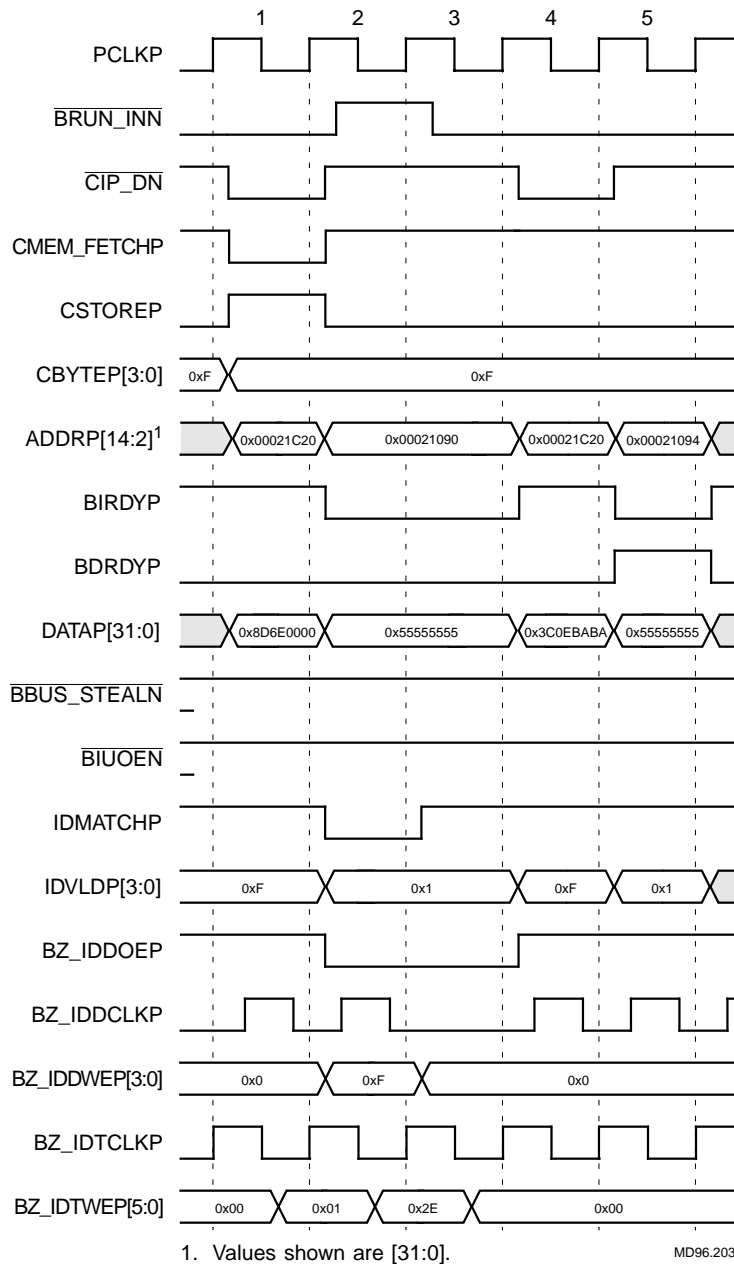 1 2 3 4 5
PCLKP
BRUN_INN
CIP_DN
CMEM_FETCHP
CSTOREP
CBYTEP[3:0] 0xF 0xF
ADDRP[14:2]1 0x00021C20 0x00021090 0x00021C20 0x00021094
BIRDYP
BDRDYP
DATAP[31:0] 0x8D6E0000 0x55555555 0x3C0EBABA 0x55555555
BBUS_STEALN
BIUOEN
IDMATCHP
IDVLDP[3:0] 0xF 0x1 0xF 0x1
BZ_IDDOEP
BZ_IDDCLKP
BZ_IDDWEP[3:0] 0x0 0xF 0x0
BZ_IDTCLKP
BZ_IDTWEP[5:0] 0x00 0x01 0x2E 0x00
1. Values shown are [31:0].
MD96.203